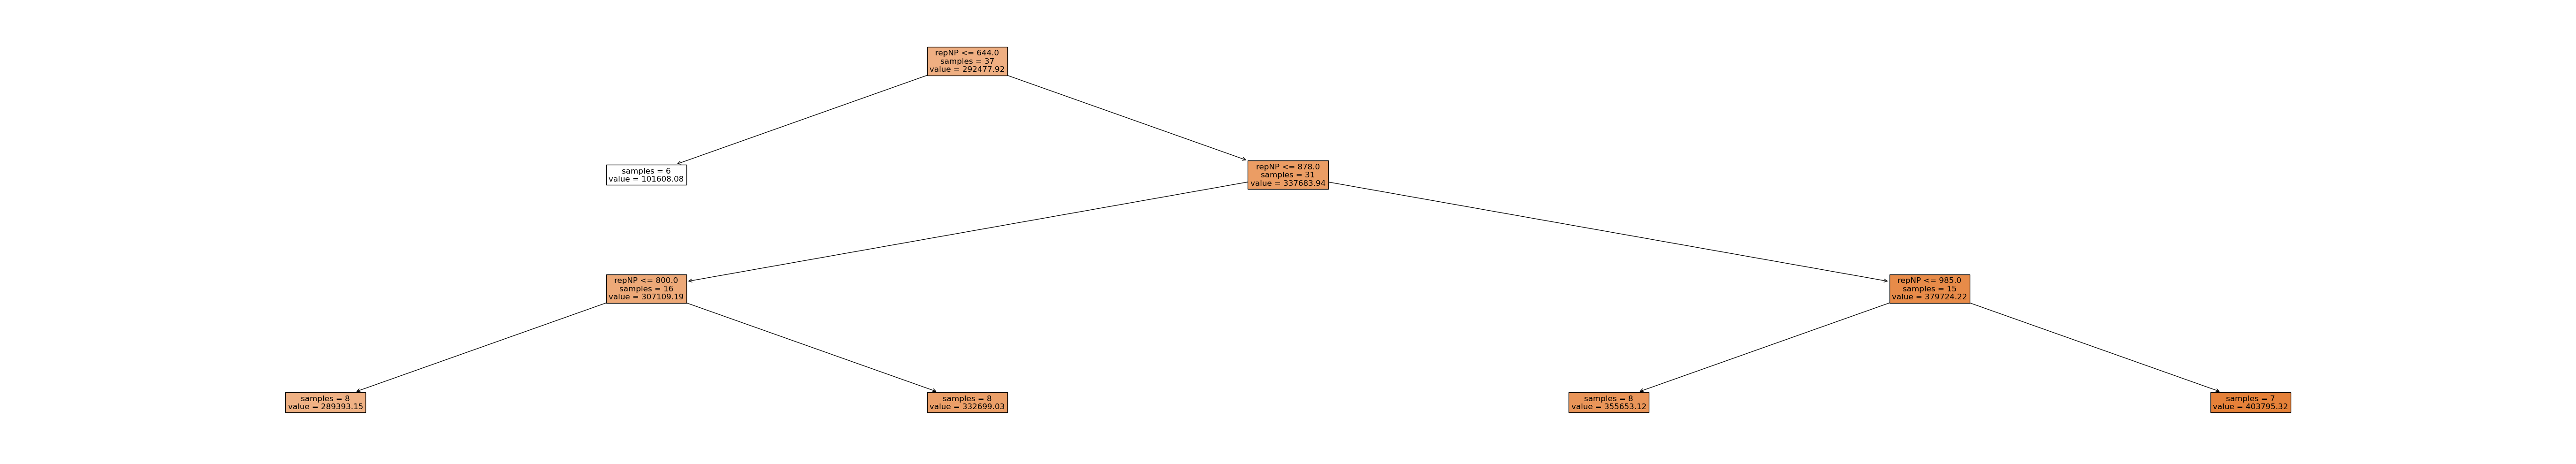 repNP <= 644.0
samples = 37
value = 292477.92
samples = 6
value = 101608.08
repNP <= 878.0
samples = 31
value = 337683.94
repNP <= 800.0
samples = 16
value = 307109.19
repNP <= 985.0
samples = 15
value = 379724.22
samples = 8
value = 289393.15
samples = 8
value = 332699.03
samples = 8
value = 355653.12
samples = 7
value = 403795.32